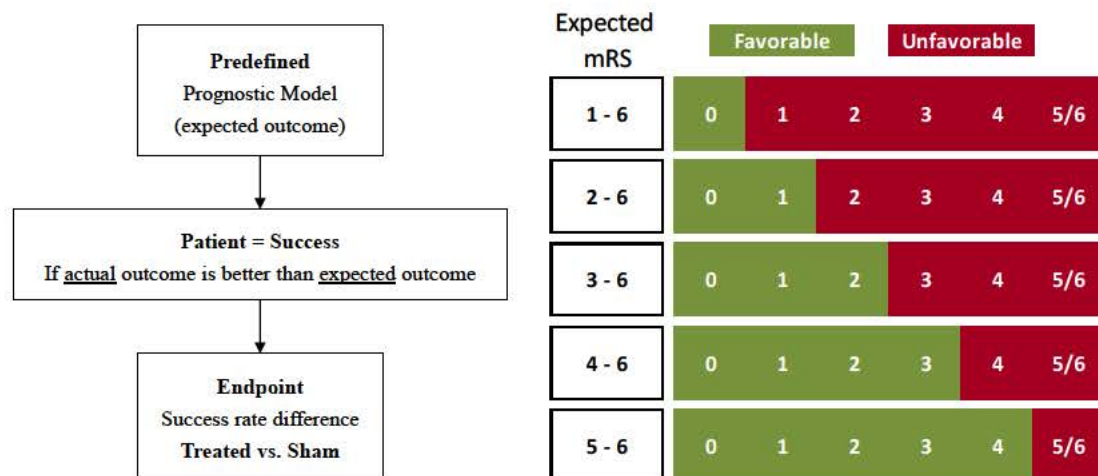 Predefined
Prognostic Model
(expected outcome)
Patient = Success
If actual outcome is better than expected outcome
Endpoint
Success rate difference
Treated vs. Sham
Expected
mRS
Favorable Unfavorable
1 - 6 0 1 2 3 4 5/6
2 - 6 0 1 2 3 4 5/6
3 - 6 0 1 2 3 4 5/6
4 - 6 0 1 2 3 4 5/6
5 - 6 0 1 2 3 4 5/6